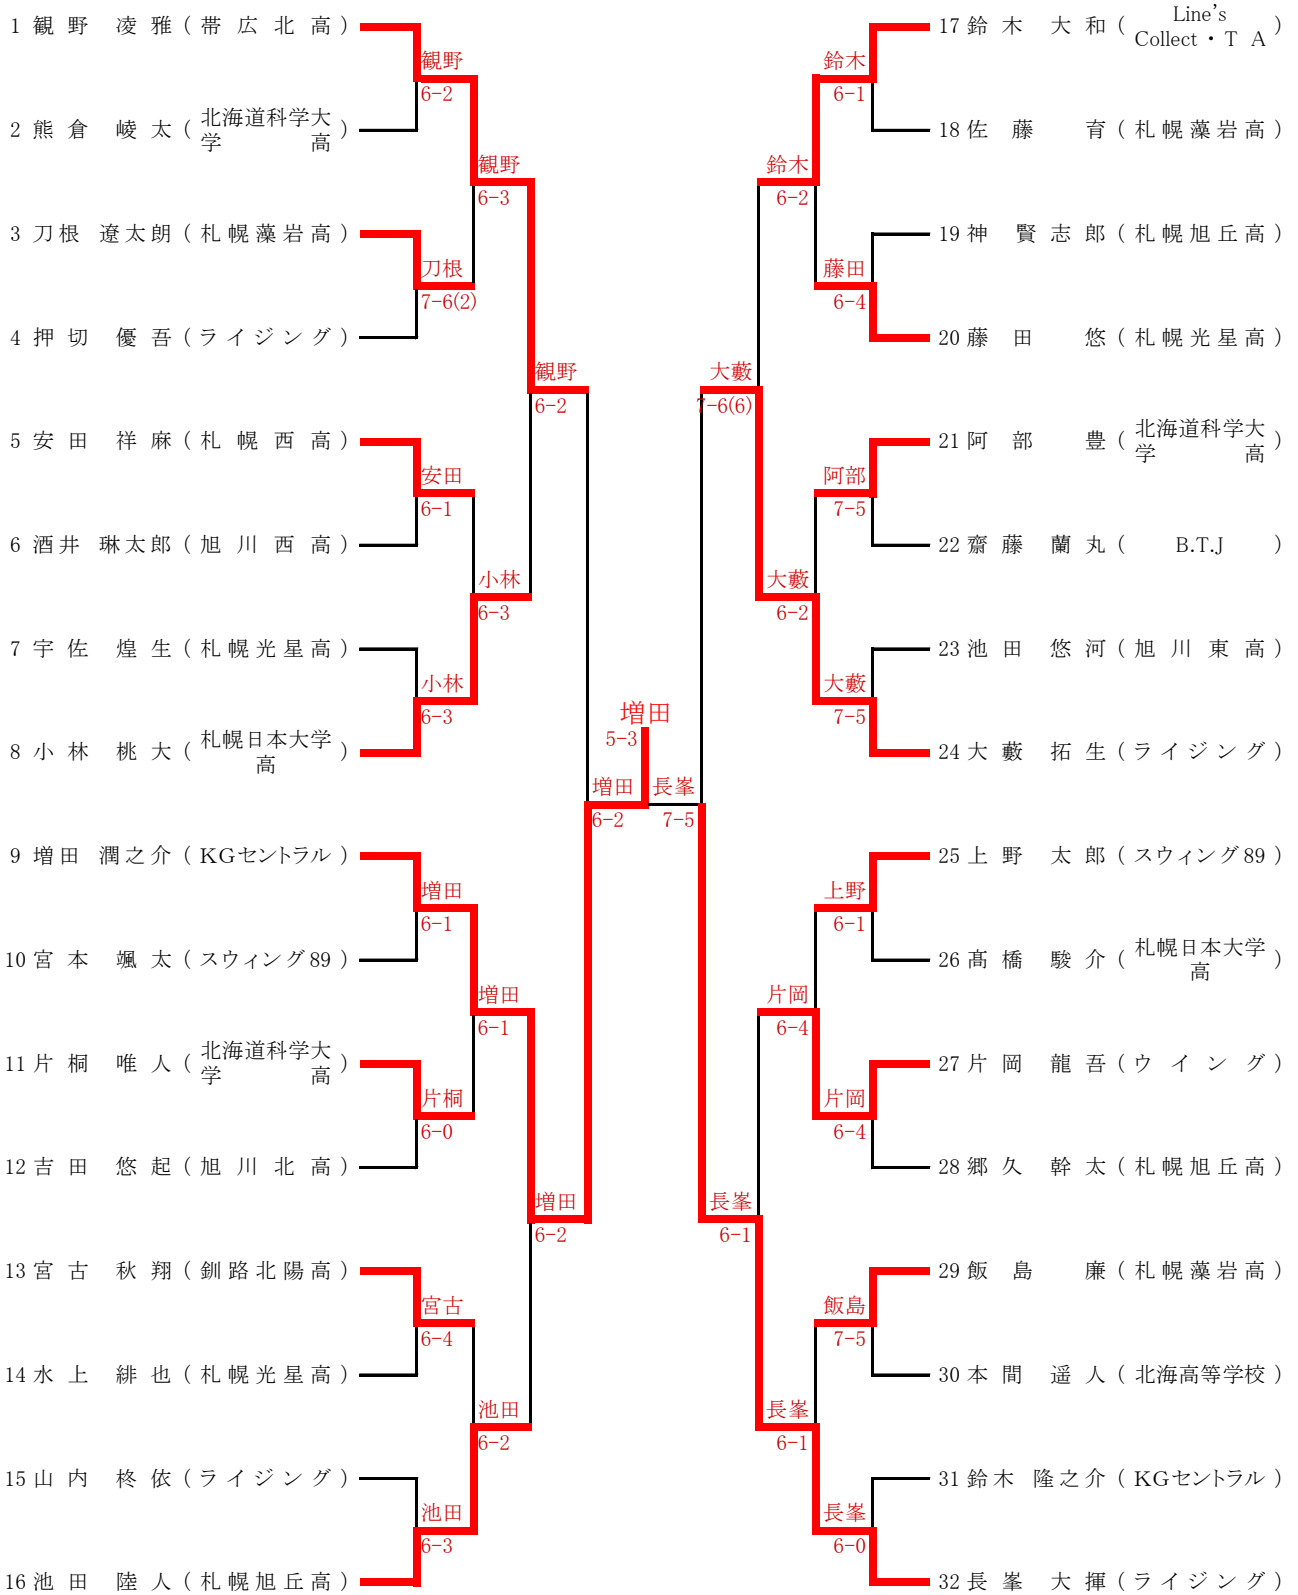 1 観野 凌雅 (帯広北高)
2 熊倉 崚太 (北海道科学大学高)
3 刀根 遼太朗 (札幌藻岩高)
4 押切 優吾 (ライジング)
5 安田 祥麻 (札幌西高)
6 酒井 琳太郎 (旭川西高)
7 宇佐 煌生 (札幌光星高)
8 小林 桃大 (札幌日本大学高)
9 増田 潤之介 (KGセントラル)
10 宮本 颯太 (スウィング89)
11 片桐 唯人 (北海道科学大学高)
12 吉田 悠起 (旭川北高)
13 宮古 秋翔 (釧路北陽高)
14 水上 緋也 (札幌光星高)
15 山内 柊依 (ライジング)
16 池田 陸人 (札幌旭丘高)
観野
6-2
刀根
7-6(2)
安田
6-1
小林
6-3
増田
6-1
片桐
6-0
宮古
6-4
池田
6-3
観野
6-3
小林
6-3
増田
6-1
池田
6-2
観野
6-2
増田
6-2
増田
6-2
増田
5-3
長峯
7-5
大藪
7-6(6)
長峯
6-1
鈴木
6-2
大藪
6-2
片岡
6-4
長峯
6-1
鈴木
6-1
藤田
6-4
阿部
7-5
大藪
7-5
上野
6-1
片岡
6-4
飯島
7-5
長峯
6-0
17 鈴木 大和 (Line's Collect・TA)
18 佐藤 育 (札幌藻岩高)
19 神 賢志郎 (札幌旭丘高)
20 藤田 悠 (札幌光星高)
21 阿部 豊 (北海道科学大学高)
22 齋藤 蘭丸 (B.T.J)
23 池田 悠河 (旭川東高)
24 大藪 拓生 (ライジング)
25 上野 太郎 (スウィング89)
26 髙橋 駿介 (札幌日本大学高)
27 片岡 龍吾 (ウイング)
28 郷久 幹太 (札幌旭丘高)
29 飯島 廉 (札幌藻岩高)
30 本間 遥人 (北海高等学校)
31 鈴木 隆之介 (KGセントラル)
32 長峯 大揮 (ライジング)